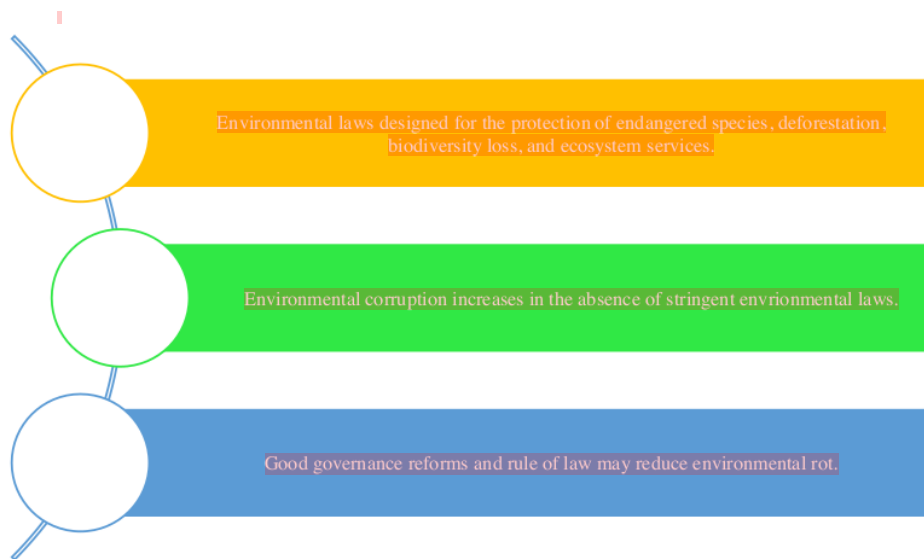 Environmental laws designed for the protection of endangered species, deforestation,
biodiversity loss, and ecosystem services.
Environmental corruption increases in the absence of stringent envrionmental laws.
Good governance reforms and rule of law may reduce environmental rot.